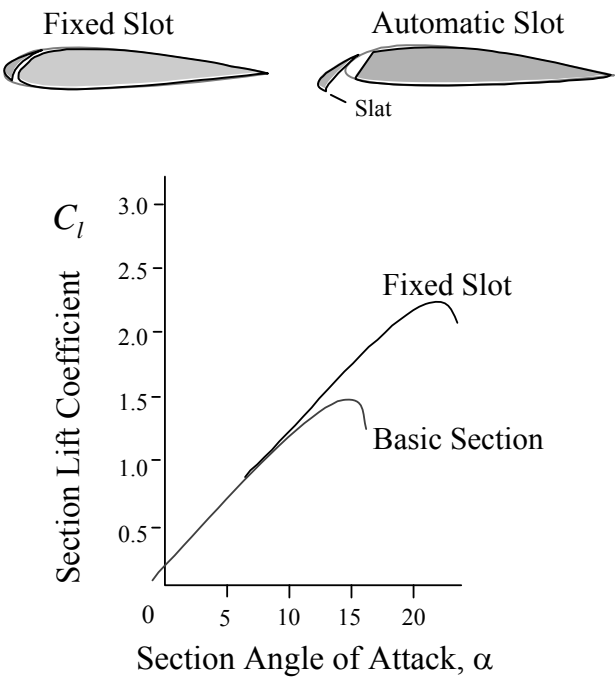 Fixed Slot
Automatic Slot
Slat
C_l
Section Lift Coefficient
3.0
2.5
2.0
1.5
1.0
0.5
Fixed Slot
Basic Section
0
5
10
15
20
Section Angle of Attack, α